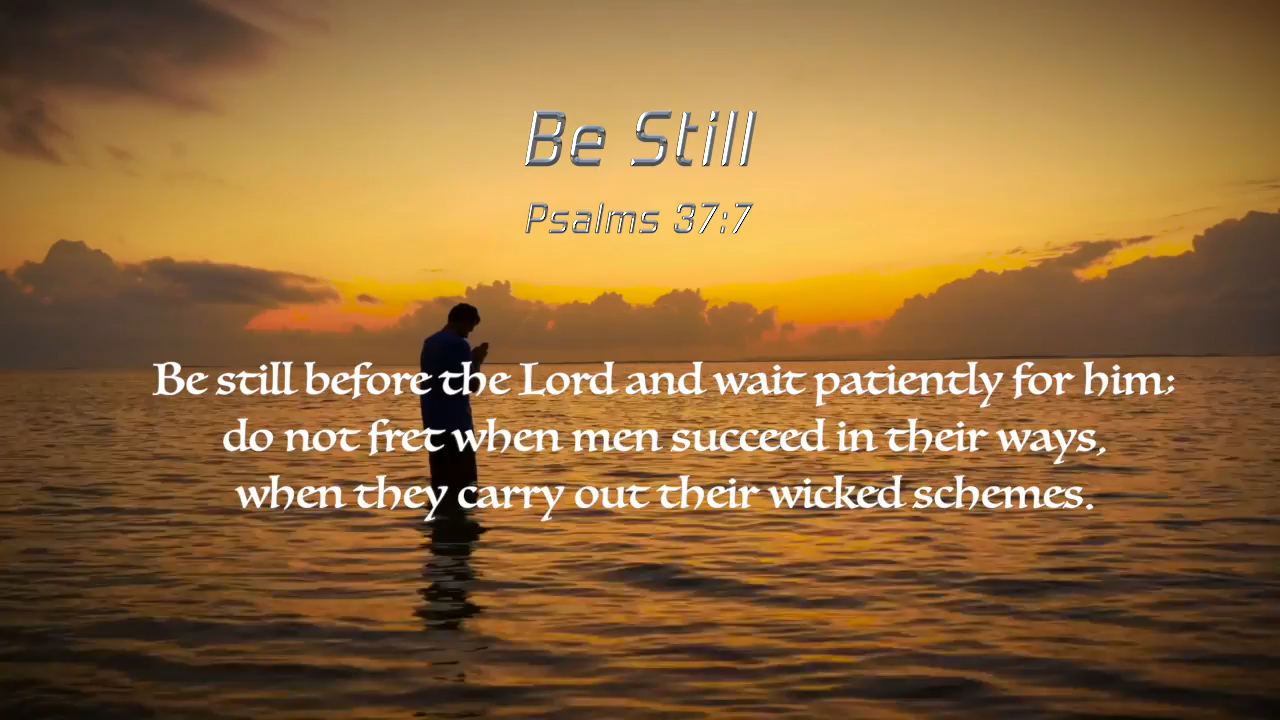 Be Still
Psalms 37:7
Be still before the Lord and wait patiently for him;
do not fret when men succeed in their ways,
when they carry out their wicked schemes.